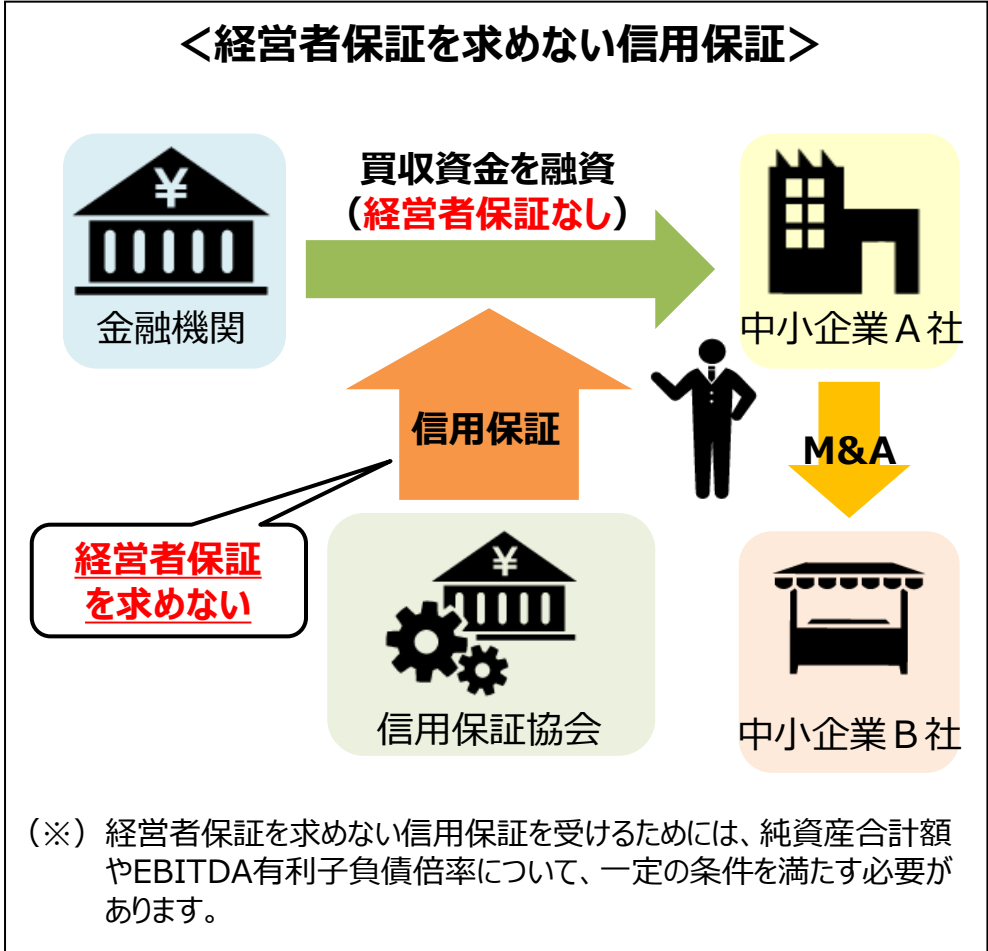 ＜経営者保証を求めない信用保証＞
¥
買収資金を融資
（経営者保証なし）
金融機関
中小企業Ａ社
信用保証
M&A
経営者保証
を求めない
¥
信用保証協会
中小企業Ｂ社
（※） 経営者保証を求めない信用保証を受けるためには、純資産合計額
やEBITDA有利子負債倍率について、一定の条件を満たす必要が
あります。